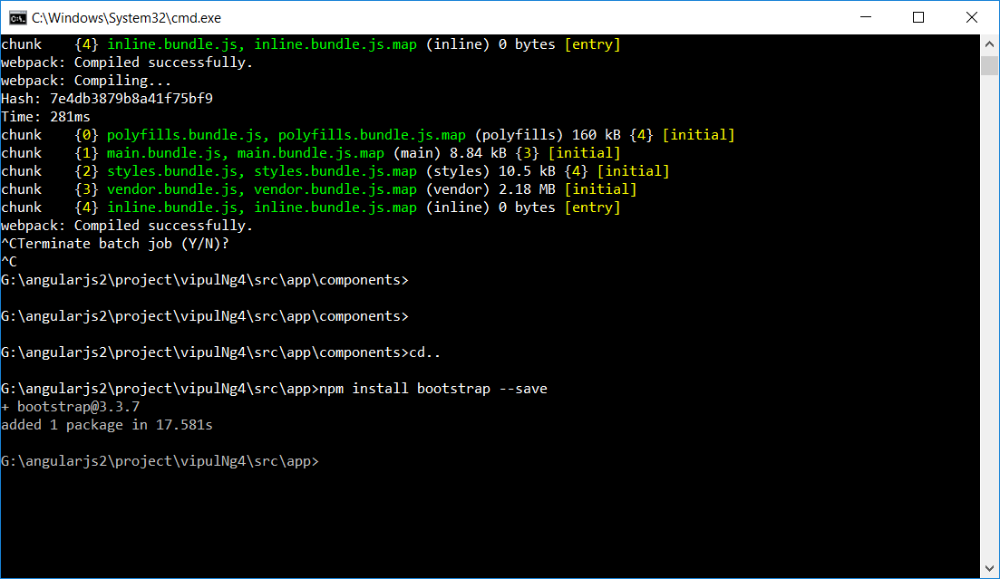 C:\Windows\System32\cmd.exe
chunk    {4} inline.bundle.js, inline.bundle.js.map (inline) 0 bytes [entry]
webpack: Compiled successfully.
webpack: Compiling...
Hash: 7e4db3879b8a41f75bf9
Time: 281ms
chunk    {0} polyfills.bundle.js, polyfills.bundle.js.map (polyfills) 160 kB {4} [initial]
chunk    {1} main.bundle.js, main.bundle.js.map (main) 8.84 kB {3} [initial]
chunk    {2} styles.bundle.js, styles.bundle.js.map (styles) 10.5 kB {4} [initial]
chunk    {3} vendor.bundle.js, vendor.bundle.js.map (vendor) 2.18 MB [initial]
chunk    {4} inline.bundle.js, inline.bundle.js.map (inline) 0 bytes [entry]
webpack: Compiled successfully.
^CTerminate batch job (Y/N)?
^C
G:\angularjs2\project\vipulNg4\src\app\components>
G:\angularjs2\project\vipulNg4\src\app\components>
G:\angularjs2\project\vipulNg4\src\app\components>cd..
G:\angularjs2\project\vipulNg4\src\app>npm install bootstrap --save
+ bootstrap@3.3.7
added 1 package in 17.581s
G:\angularjs2\project\vipulNg4\src\app>